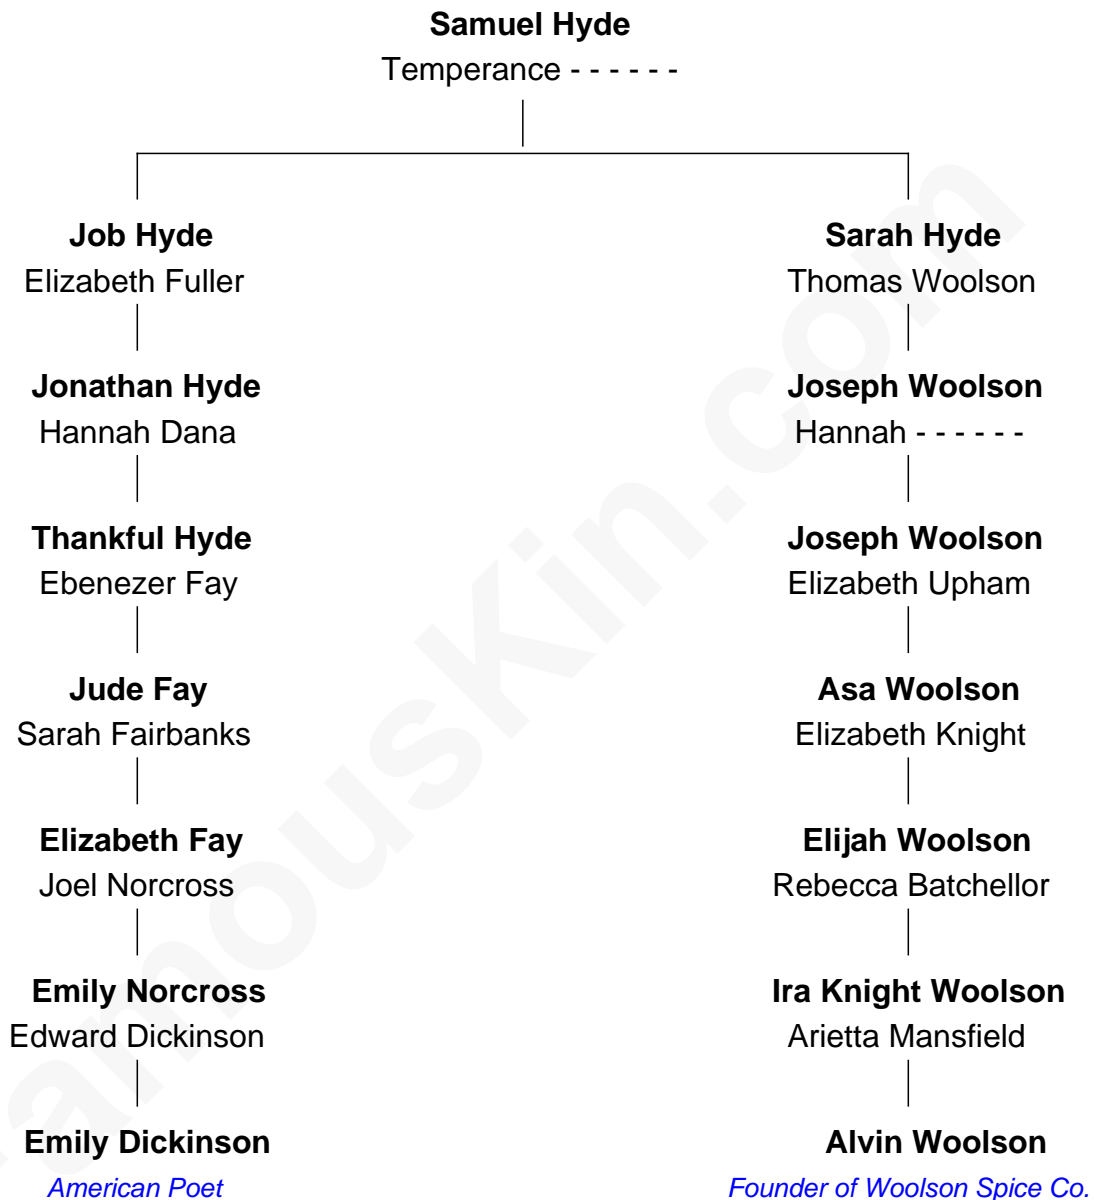 Samuel Hyde
Temperance - - - - - -
Job Hyde
Elizabeth Fuller
Jonathan Hyde
Hannah Dana
Thankful Hyde
Ebenezer Fay
Jude Fay
Sarah Fairbanks
Elizabeth Fay
Joel Norcross
Emily Norcross
Edward Dickinson
Emily Dickinson
American Poet
Sarah Hyde
Thomas Woolson
Joseph Woolson
Hannah - - - - - -
Joseph Woolson
Elizabeth Upham
Asa Woolson
Elizabeth Knight
Elijah Woolson
Rebecca Batchellor
Ira Knight Woolson
Arietta Mansfield
Alvin Woolson
Founder of Woolson Spice Co.
FamousKin.com